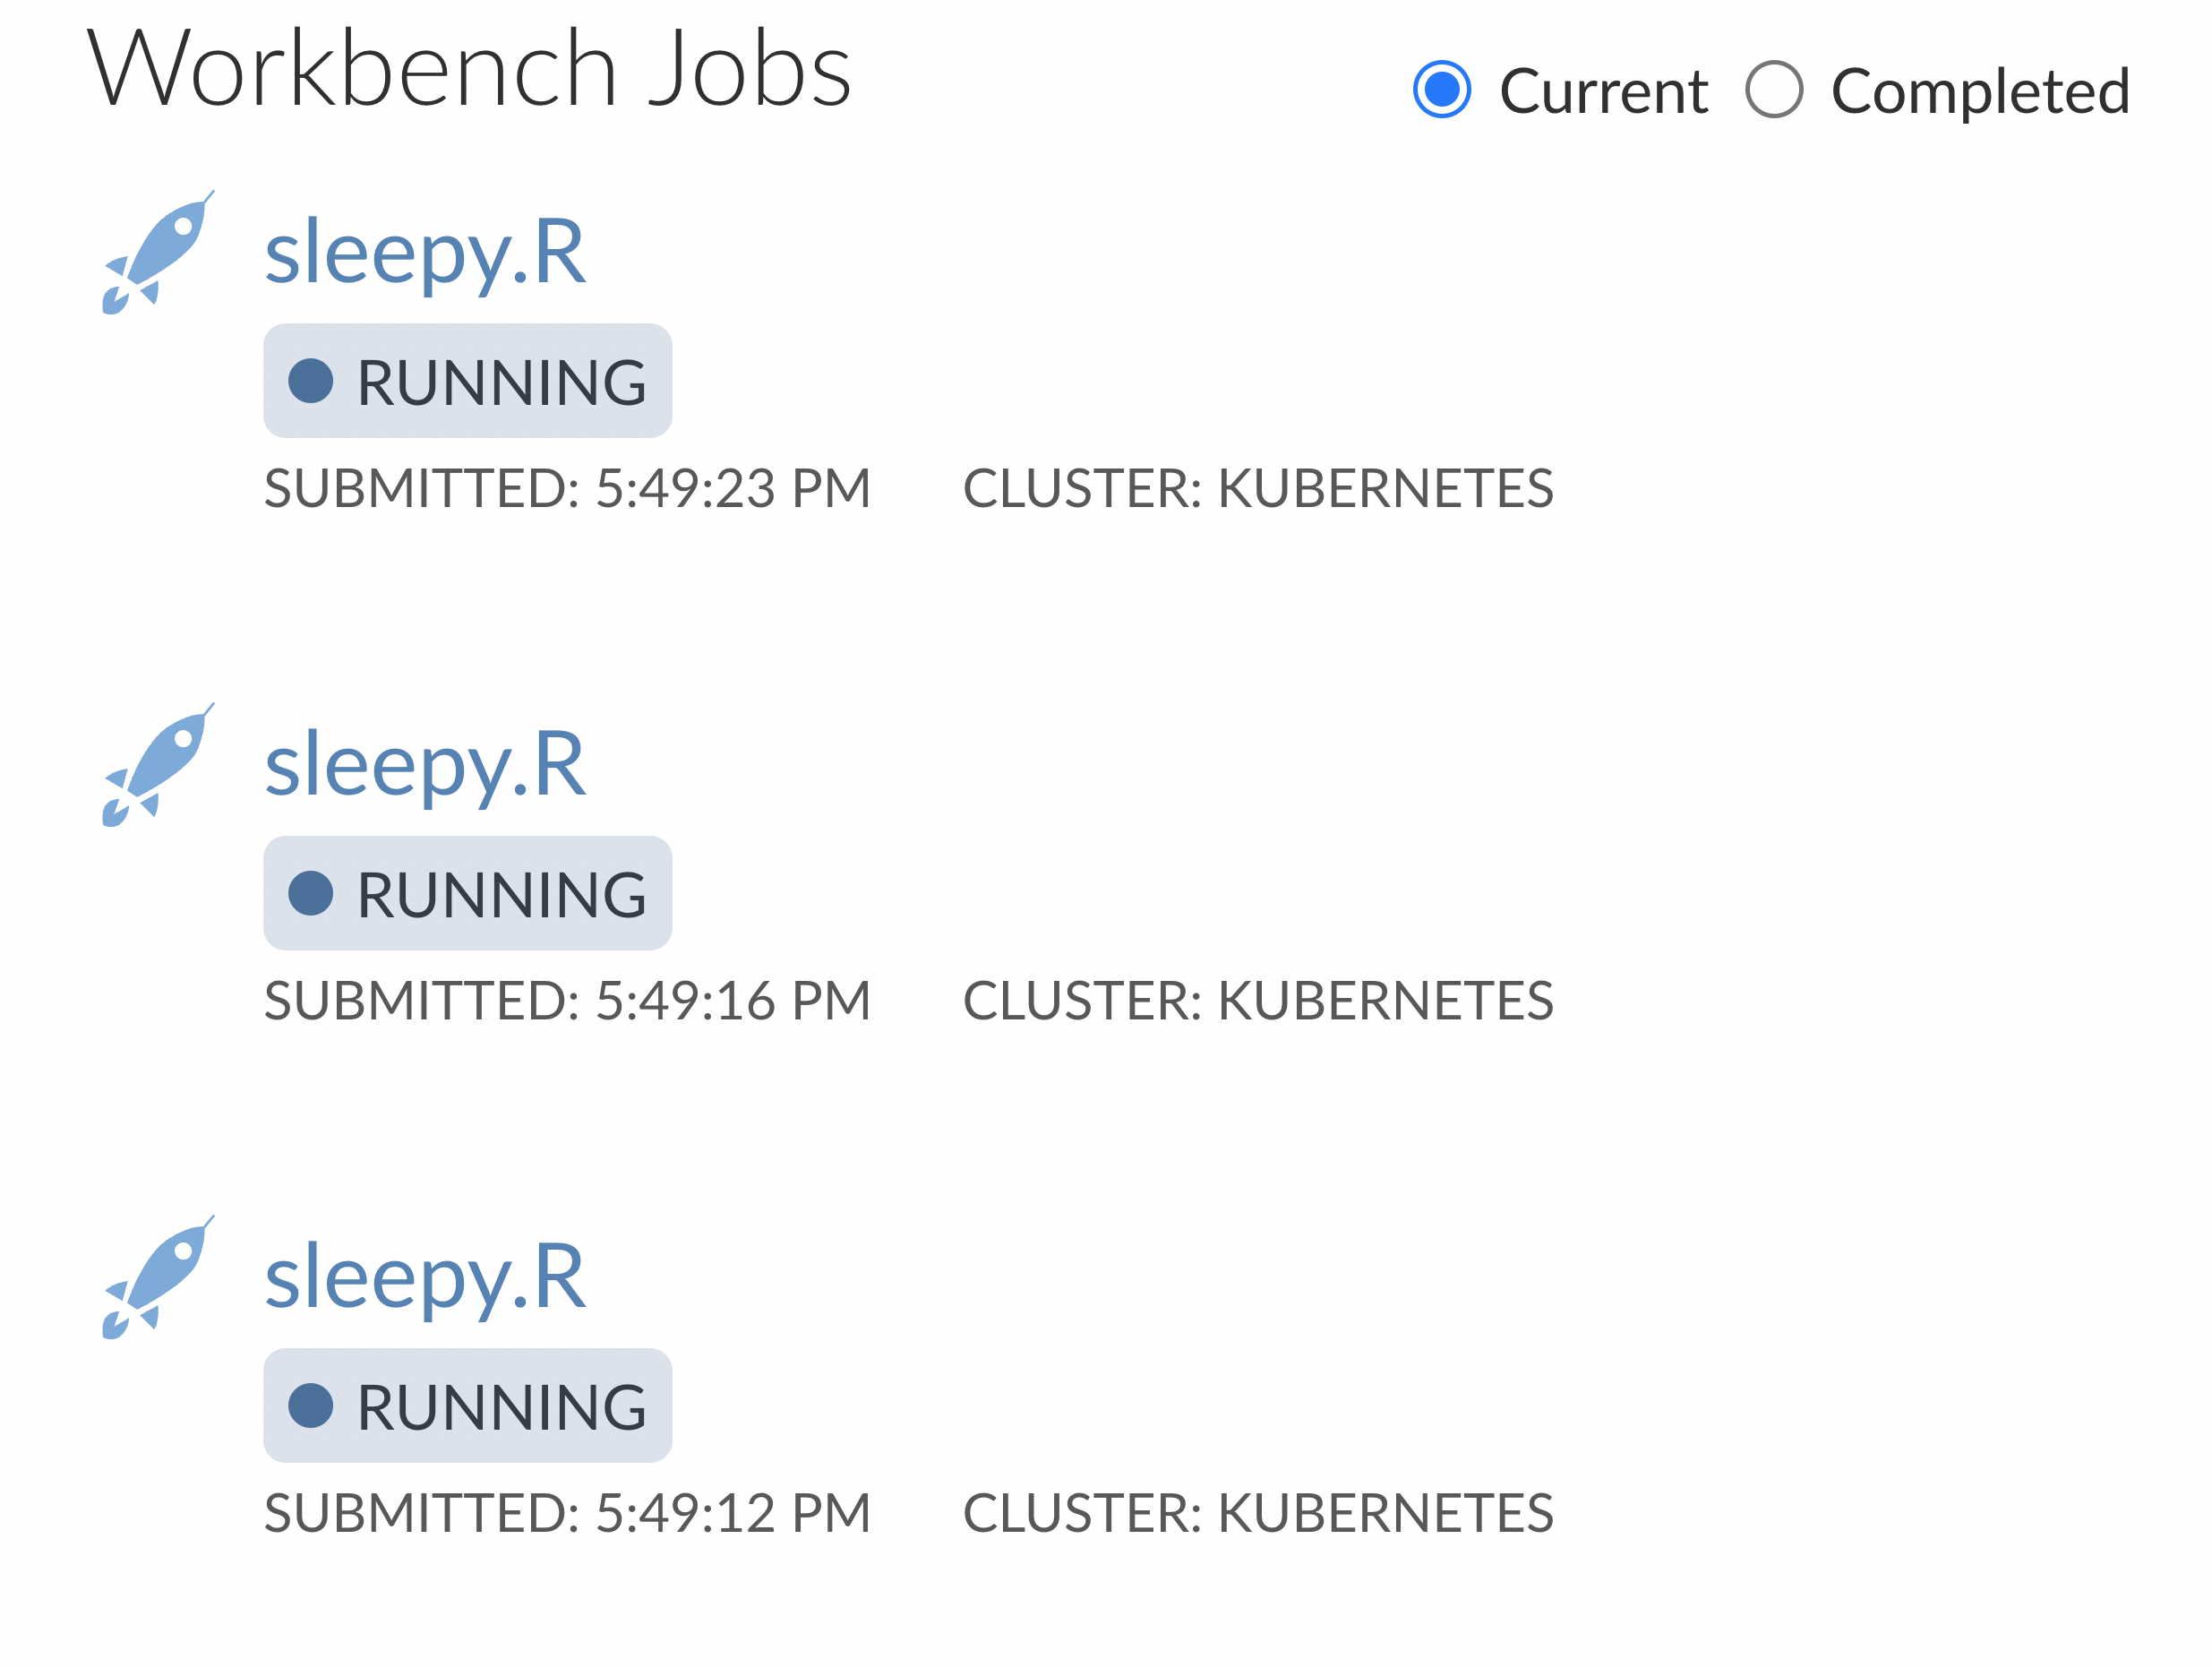 Workbench Jobs
Current Completed
sleepy.R
RUNNING
SUBMITTED: 5:49:23 PM CLUSTER: KUBERNETES
sleepy.R
RUNNING
SUBMITTED: 5:49:16 PM CLUSTER: KUBERNETES
sleepy.R
RUNNING
SUBMITTED: 5:49:12 PM CLUSTER: KUBERNETES